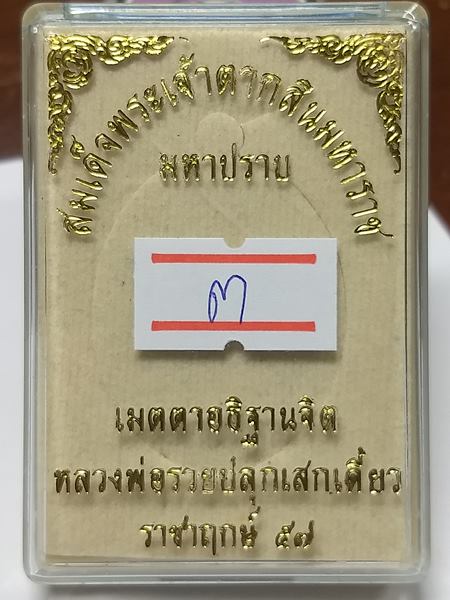 สมเด็จพระเจ้าตากสินมหาราช
มหาปราบ
๓
เมตตาอธิฐานจิต
หลวงพ่อรวยปลุกเสกเดี่ยว
ราชาฤกษ์ ๕๗